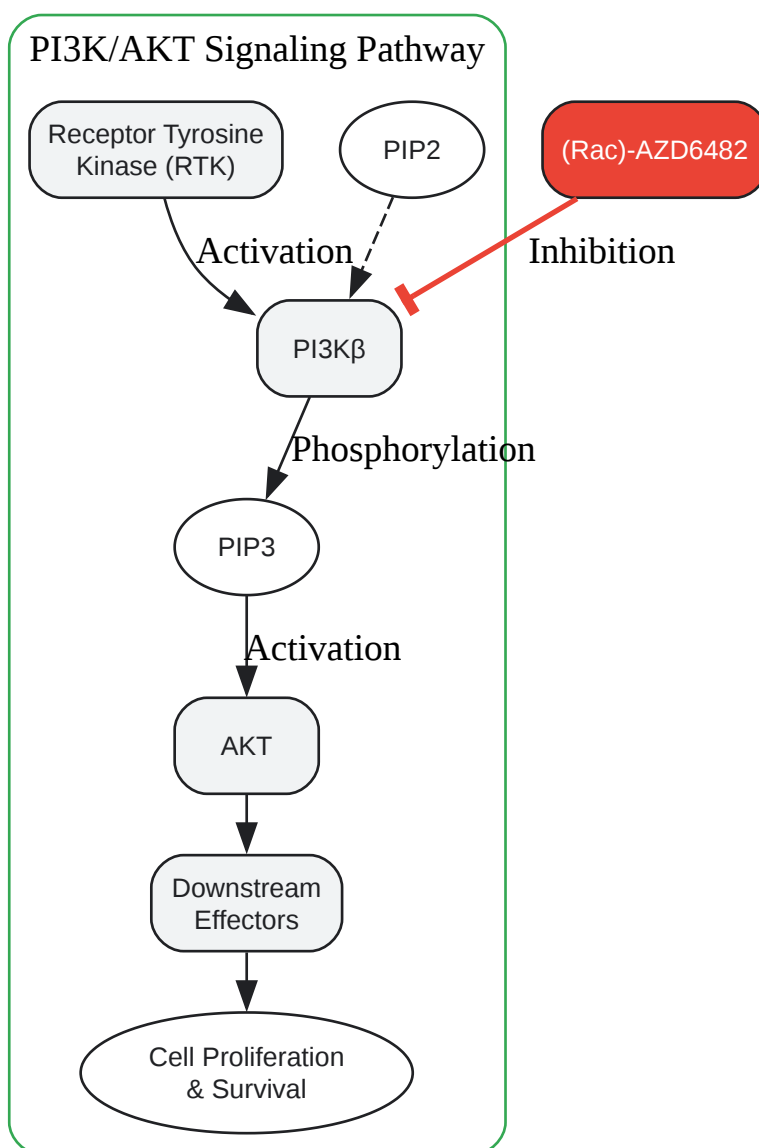 PI3K/AKT Signaling Pathway
Receptor Tyrosine
Kinase (RTK)
PIP2
(Rac)-AZD6482
Activation
Inhibition
PI3Kβ
Phosphorylation
PIP3
Activation
AKT
Downstream
Effectors
Cell Proliferation
& Survival